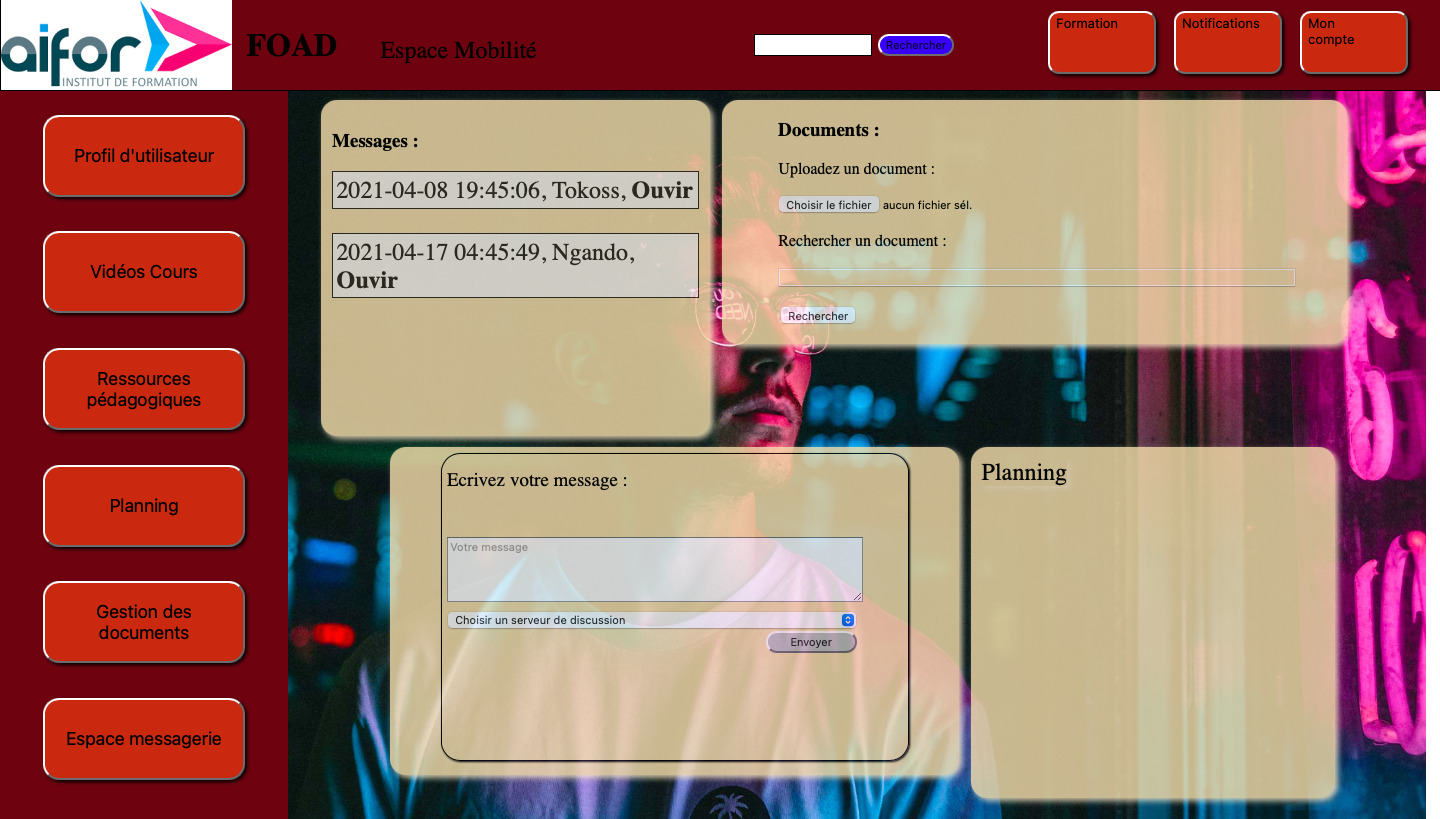 aifor
INSTITUT DE FORMATION
FOAD
Espace Mobilité
Rechercher
Formation
Notifications
Mon
compte
Profil d'utilisateur
Vidéos Cours
Ressources
pédagogiques
Planning
Gestion des
documents
Espace messagerie
Messages :
2021-04-08 19:45:06, Tokoss, Ouvir
2021-04-17 04:45:49, Ngando,
Ouvir
Documents :
Uploadez un document :
Choisir le fichier aucun fichier sél.
Rechercher un document :
Rechercher
Ecrivez votre message :
Votre message
Choisir un serveur de discussion
Envoyer
Planning